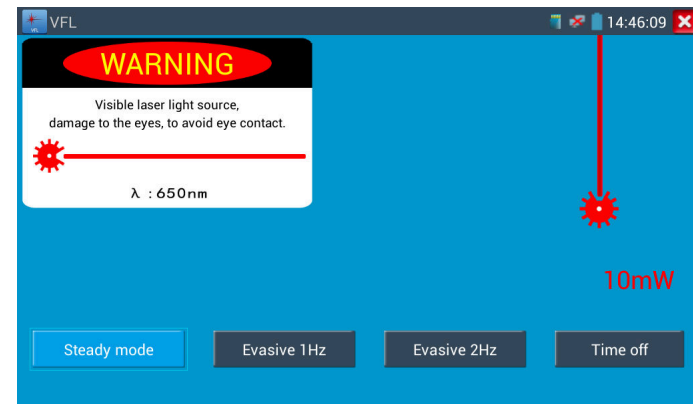 VFL
VFL
14:46:09
WARNING
Visible laser light source,
damage to the eyes, to avoid eye contact.
λ :650nm
10mW
Steady mode
Evasive 1Hz
Evasive 2Hz
Time off